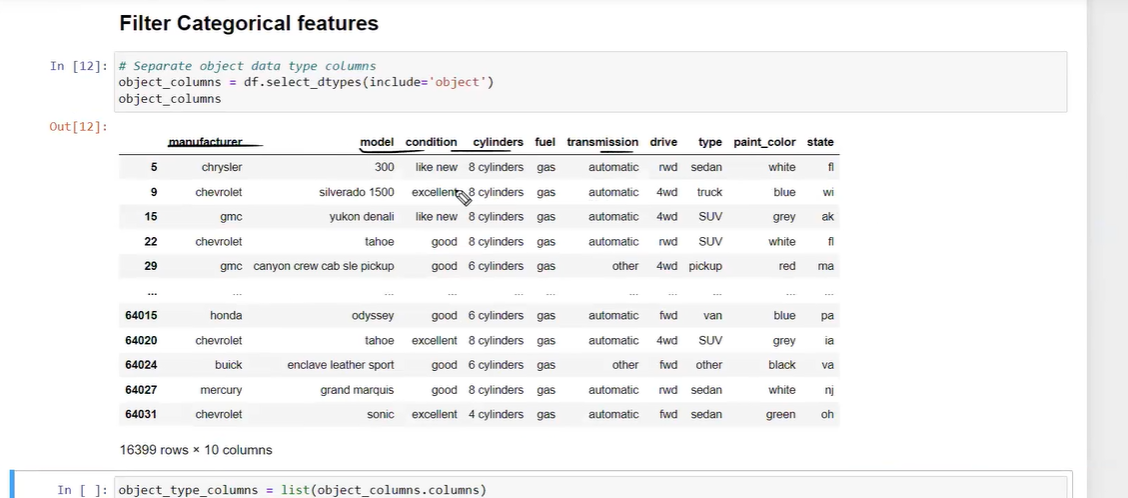 Filter Categorical features
In [12]: # Separate object data type columns
object_columns = df.select_dtypes(include='object')
object_columns
Out[12]:
manufacturer model condition cylinders fuel transmission drive type paint_color state
5 chrysler 300 like new 8 cylinders gas automatic rwd sedan white fl
9 chevrolet silverado 1500 excellent 8 cylinders gas automatic 4wd truck blue wi
15 gmc yukon denali like new 8 cylinders gas automatic 4wd SUV grey ak
22 chevrolet tahoe good 8 cylinders gas automatic rwd SUV white fl
29 gmc canyon crew cab sle pickup good 6 cylinders gas other 4wd pickup red ma
... ... ... ... ... ... ... ... ... ... ...
64015 honda odyssey good 6 cylinders gas automatic fwd van blue pa
64020 chevrolet tahoe excellent 8 cylinders gas automatic 4wd SUV grey ia
64024 buick enclave leather sport good 6 cylinders gas other fwd other black va
64027 mercury grand marquis good 8 cylinders gas automatic rwd sedan white nj
64031 chevrolet sonic excellent 4 cylinders gas automatic fwd sedan green oh
16399 rows × 10 columns
In [ ]: object_type_columns = list(object_columns.columns)